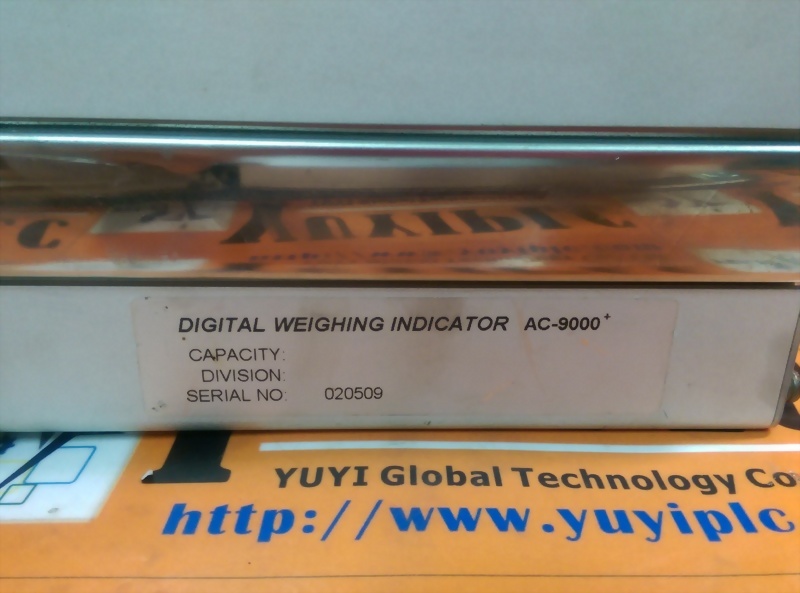 DIGITAL WEIGHING INDICATOR AC-9000+
CAPACITY:
DIVISION:
SERIAL NO: 020509
YUYI Global Technology Co
http://www.yuyiplc